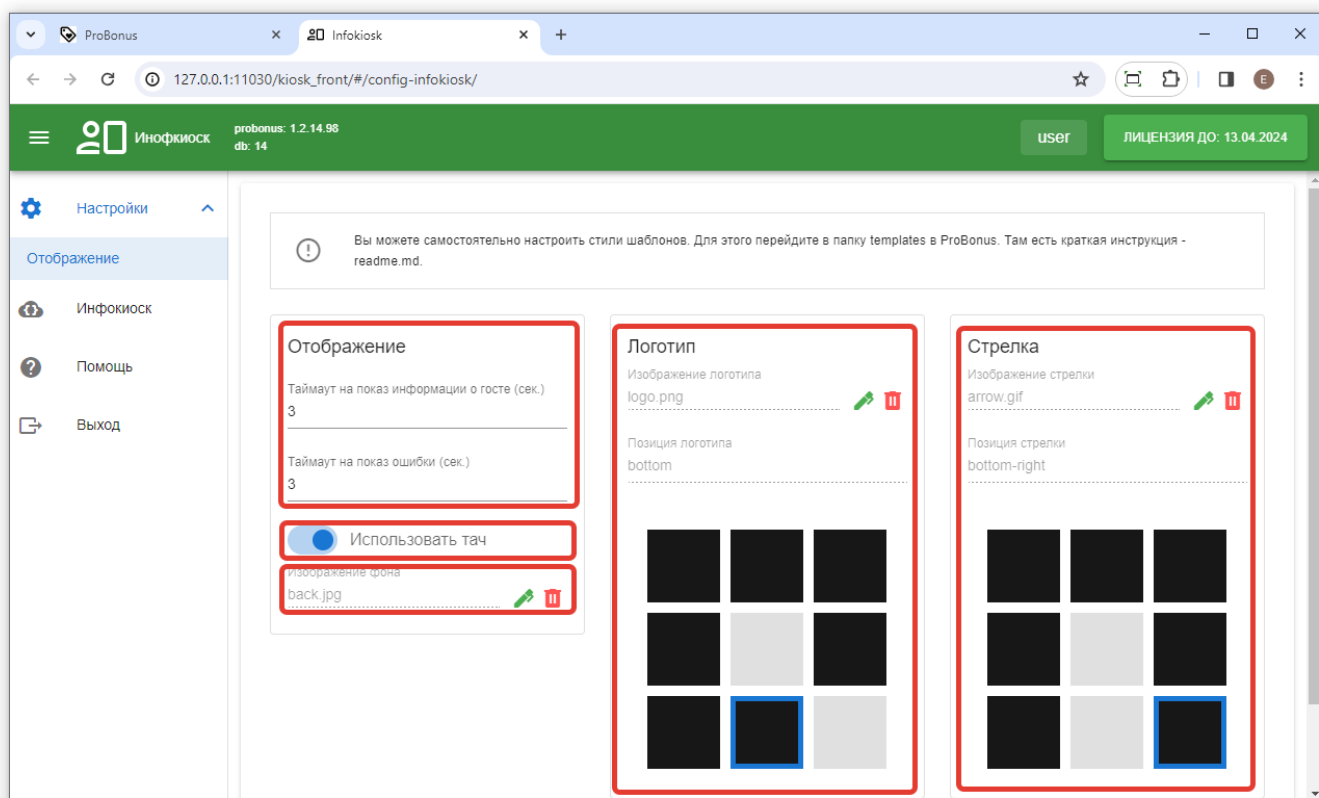 ProBonus
Infokiosk
127.0.0.1:11030/kiosk_front/#/config-infokiosk/
E
Инофкиоск
probonus: 1.2.14.98
db: 14
user
ЛИЦЕНЗИЯ ДО: 13.04.2024
Настройки
Отображение
Инфокиоск
Помощь
Выход
Вы можете самостоятельно настроить стили шаблонов. Для этого перейдите в папку templates в ProBonus. Там есть краткая инструкция -
readme.md.
Отображение
Таймаут на показ информации о госте (сек.)
3
Таймаут на показ ошибки (сек.)
3
Использовать тач
Изображение фона
back.jpg
Логотип
Изображение логотипа
logo.png
Позиция логотипа
bottom
Стрелка
Изображение стрелки
arrow.gif
Позиция стрелки
bottom-right